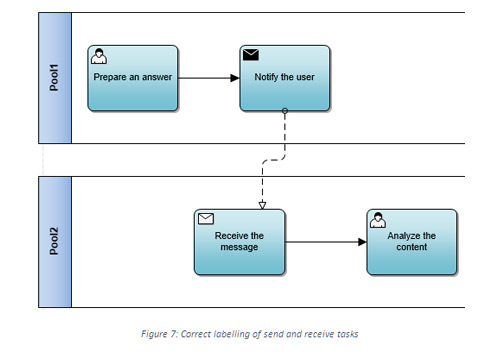 Pool1
Prepare an answer
Notify the user
Pool2
Receive the
message
Analyze the
content
Figure 7: Correct labelling of send and receive tasks